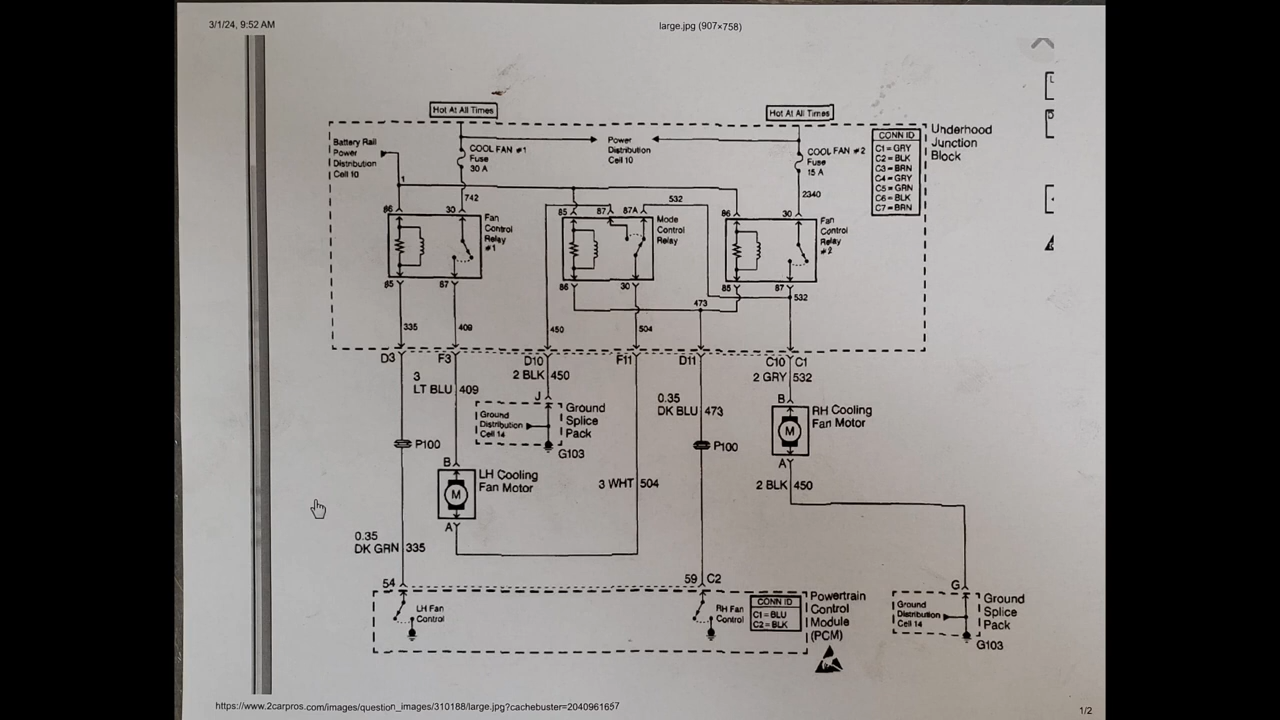 3/1/24, 9:52 AM
large.jpg (907×758)
Hot At All Times
Hot At All Times
Battery Rail
Power
Distribution
Cell 10
COOL FAN #1
Fuse
30 A
Power
Distribution
Cell 10
COOL FAN #2
Fuse
15 A
CONN ID
C1 = GRY
C2 = BLK
C3 = BRN
C4 = GRY
C5 = GRN
C6 = BLK
C7 = BRN
Underhood
Junction
Block
1
742
532
2340
86
30
85
87
87A
86
30
Fan
Control
Relay
#1
Mode
Control
Relay
Fan
Control
Relay
#2
85
87
86
30
85
87
473
532
335
409
450
504
D3
F3
D10
F11
D11
C10
C1
3
LT BLU
409
2 BLK
450
0.35
DK BLU
473
2 GRY
532
J
Ground
Distribution
Cell 14
Ground
Splice
Pack
G103
B
RH Cooling
Fan Motor
M
A
P100
P100
B
LH Cooling
Fan Motor
M
A
3 WHT
504
2 BLK
450
0.35
DK GRN
335
54
59
C2
LH Fan
Control
RH Fan
Control
CONN ID
C1 = BLU
C2 = BLK
Powertrain
Control
Module
(PCM)
G
Ground
Distribution
Cell 14
Ground
Splice
Pack
G103
https://www.2carpros.com/images/question_images/310188/large.jpg?cachebuster=2040961657
1/2